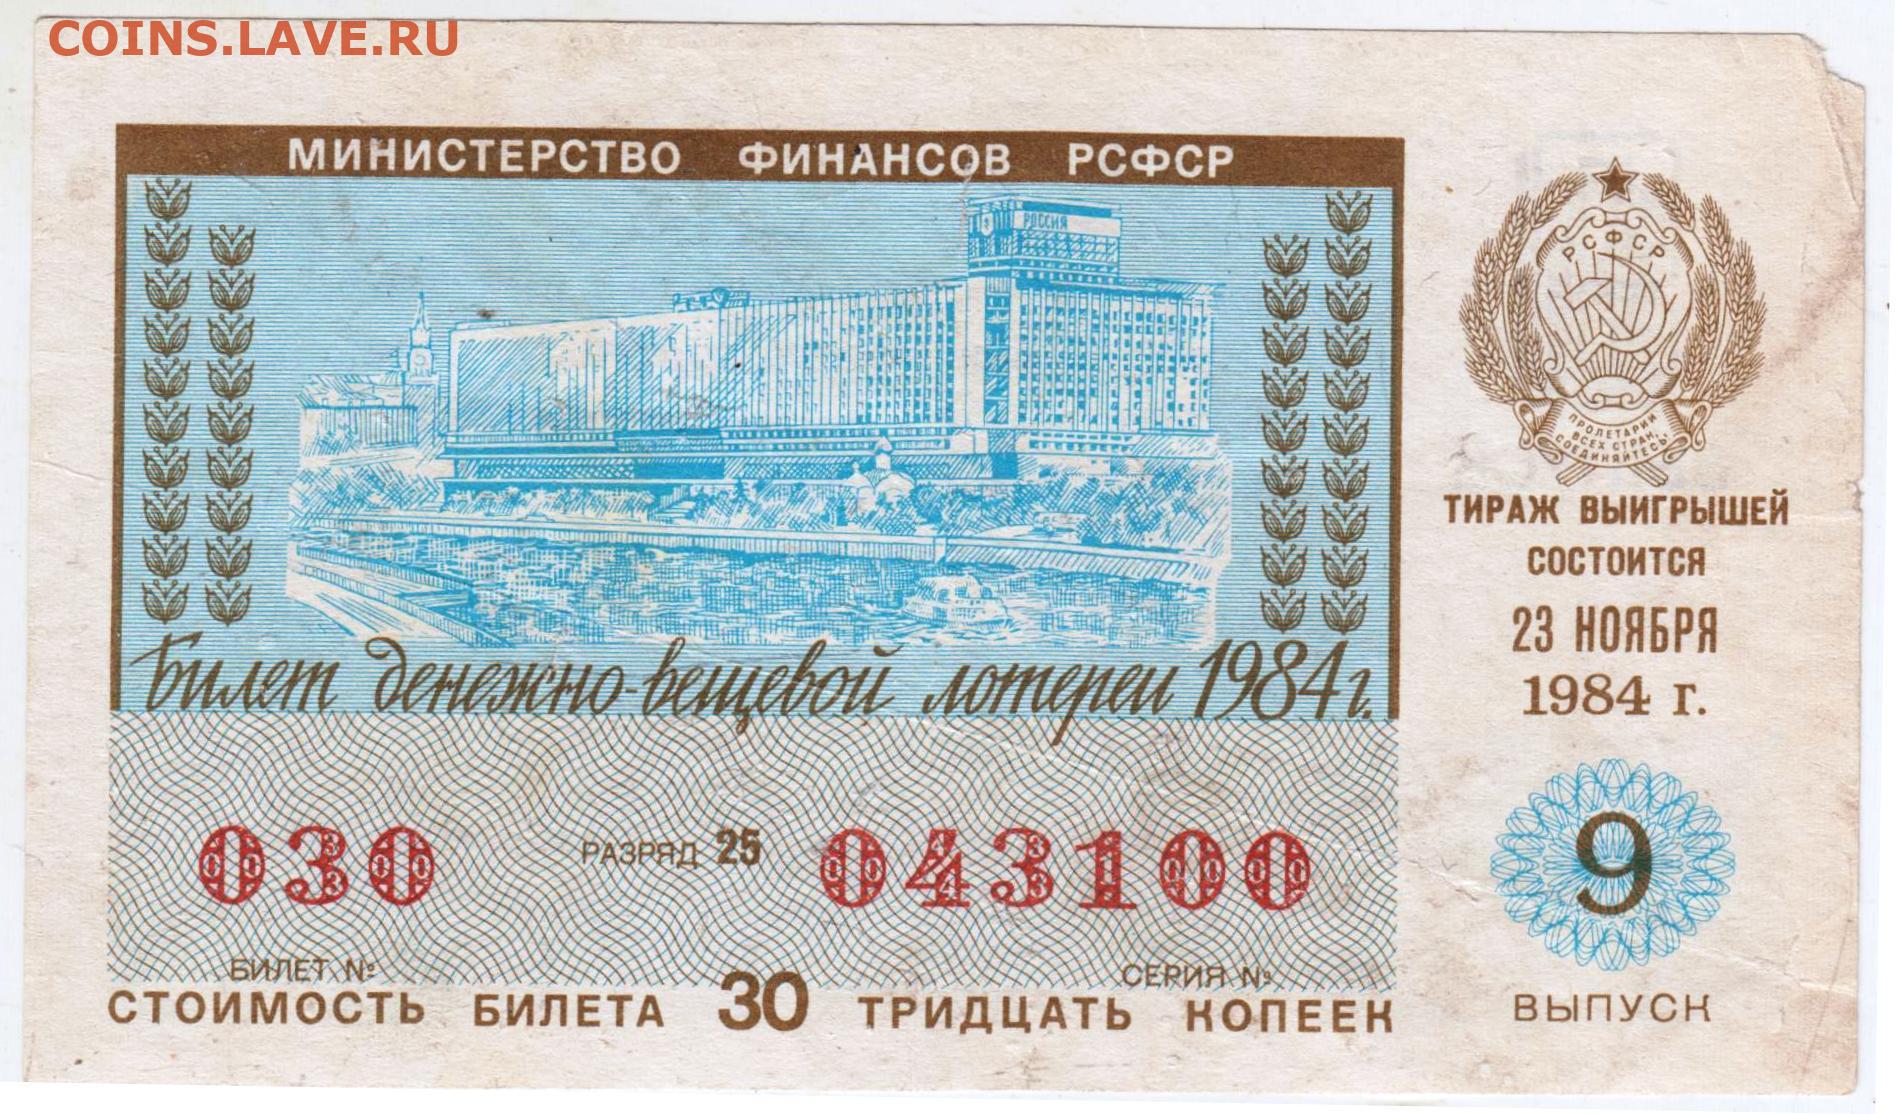 COINS.LAVE.RU
МИНИСТЕРСТВО ФИНАНСОВ РСФСР
РОССИЯ
РСФСР
ПРОЛЕТАРИИ
ВСЕХ СТРАН,
СОЕДИНЯЙТЕСЬ!
ТИРАЖ ВЫИГРЫШЕЙ
СОСТОИТСЯ
23 НОЯБРЯ
1984 г.
Билет денежно-вещевой лотереи 1984 г.
030 РАЗРЯД 25 043100
БИЛЕТ № СЕРИЯ №
СТОИМОСТЬ БИЛЕТА 30 ТРИДЦАТЬ КОПЕЕК
9
ВЫПУСК